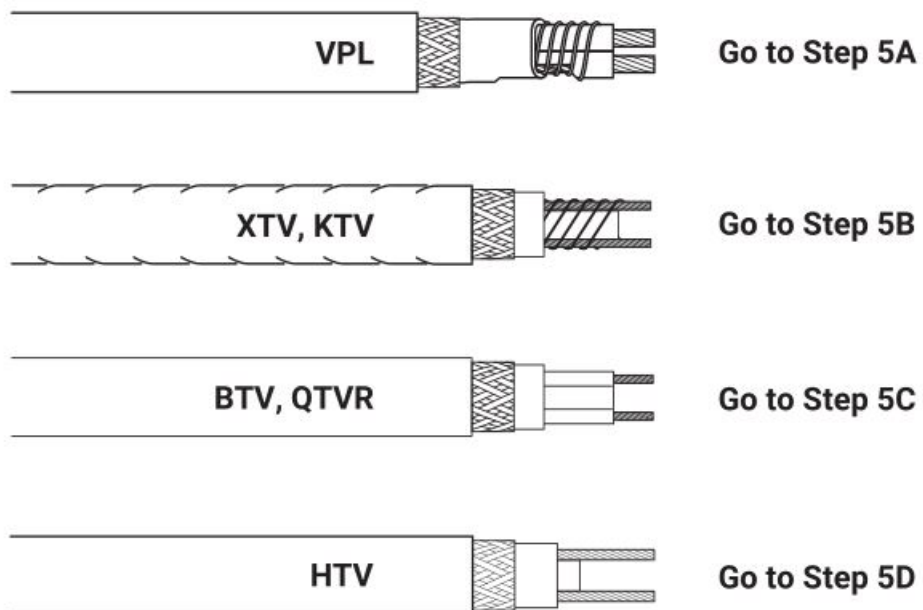 VPL Go to Step 5A
XTV, KTV Go to Step 5B
BTV, QTVR Go to Step 5C
HTV Go to Step 5D